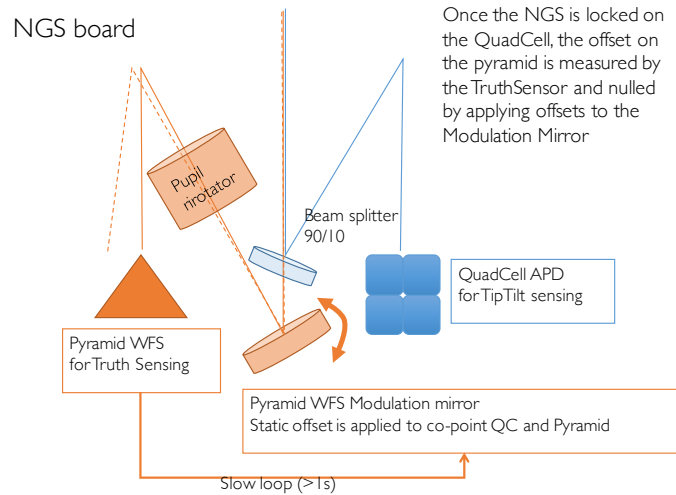 NGS board
Once the NGS is locked on
the QuadCell, the offset on
the pyramid is measured by
the TruthSensor and nulled
by applying offsets to the
Modulation Mirror
Pupil
rirotator
Beam splitter
90/10
QuadCell APD
for TipTilt sensing
Pyramid WFS
for Truth Sensing
Pyramid WFS Modulation mirror
Static offset is applied to co-point QC and Pyramid
Slow loop (>1s)